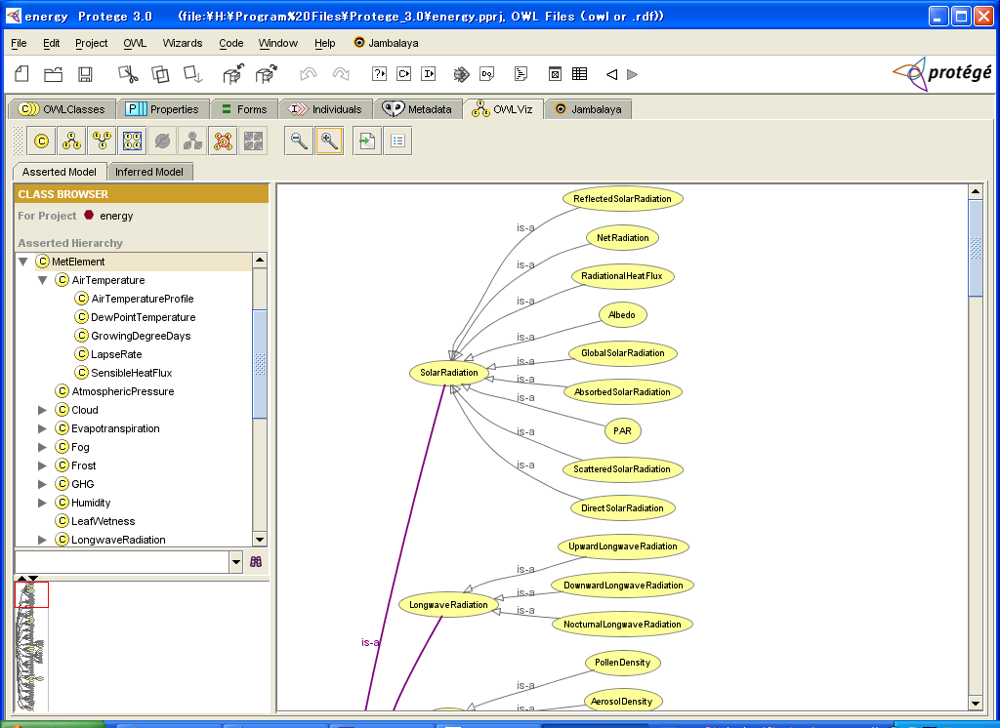 energy Protege 3.0 (file:¥H:¥Program%20Files¥Protege_3.0¥energy.pprj, OWL Files (.owl or .rdf))
File Edit Project OWL Wizards Code Window Help Jambalaya
protégé
OWLClasses Properties Forms Individuals Metadata OWLViz Jambalaya
Asserted Model Inferred Model
CLASS BROWSER
For Project energy
Asserted Hierarchy
MetElement
AirTemperature
AirTemperatureProfile
DewPointTemperature
GrowingDegreeDays
LapseRate
SensibleHeatFlux
AtmosphericPressure
Cloud
Evapotranspiration
Fog
Frost
GHG
Humidity
LeafWetness
LongwaveRadiation
ReflectedSolarRadiation
is-a
NetRadiation
is-a
RadiationalHeatFlux
is-a
Albedo
is-a
GlobalSolarRadiation
is-a
SolarRadiation
is-a
AbsorbedSolarRadiation
is-a
PAR
is-a
ScatteredSolarRadiation
is-a
DirectSolarRadiation
UpwardLongwaveRadiation
is-a
DownwardLongwaveRadiation
is-a
LongwaveRadiation
is-a
NocturnalLongwaveRadiation
is-a
PollenDensity
is-a
AerosolDensity
is-a